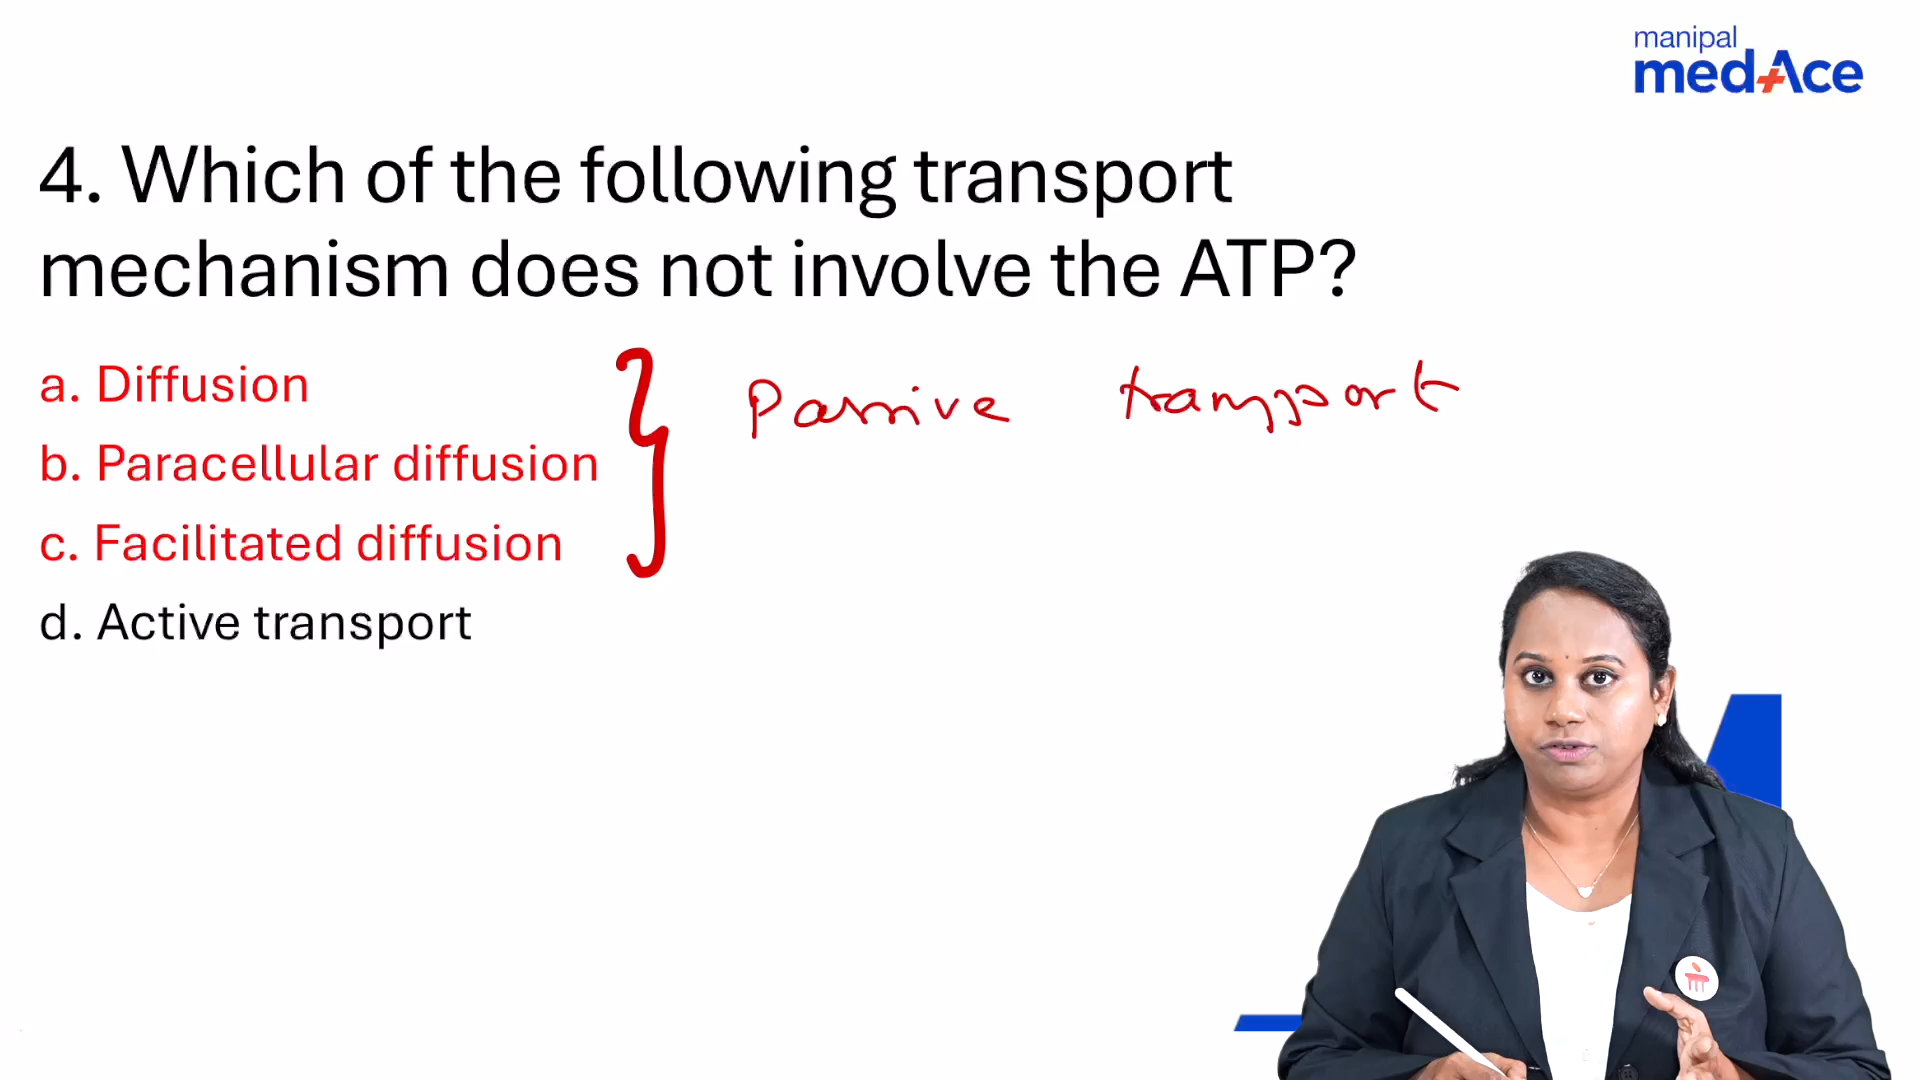 manipal
medAce
4. Which of the following transport
mechanism does not involve the ATP?
a. Diffusion
Passive transport
b. Paracellular diffusion
c. Facilitated diffusion
d. Active transport